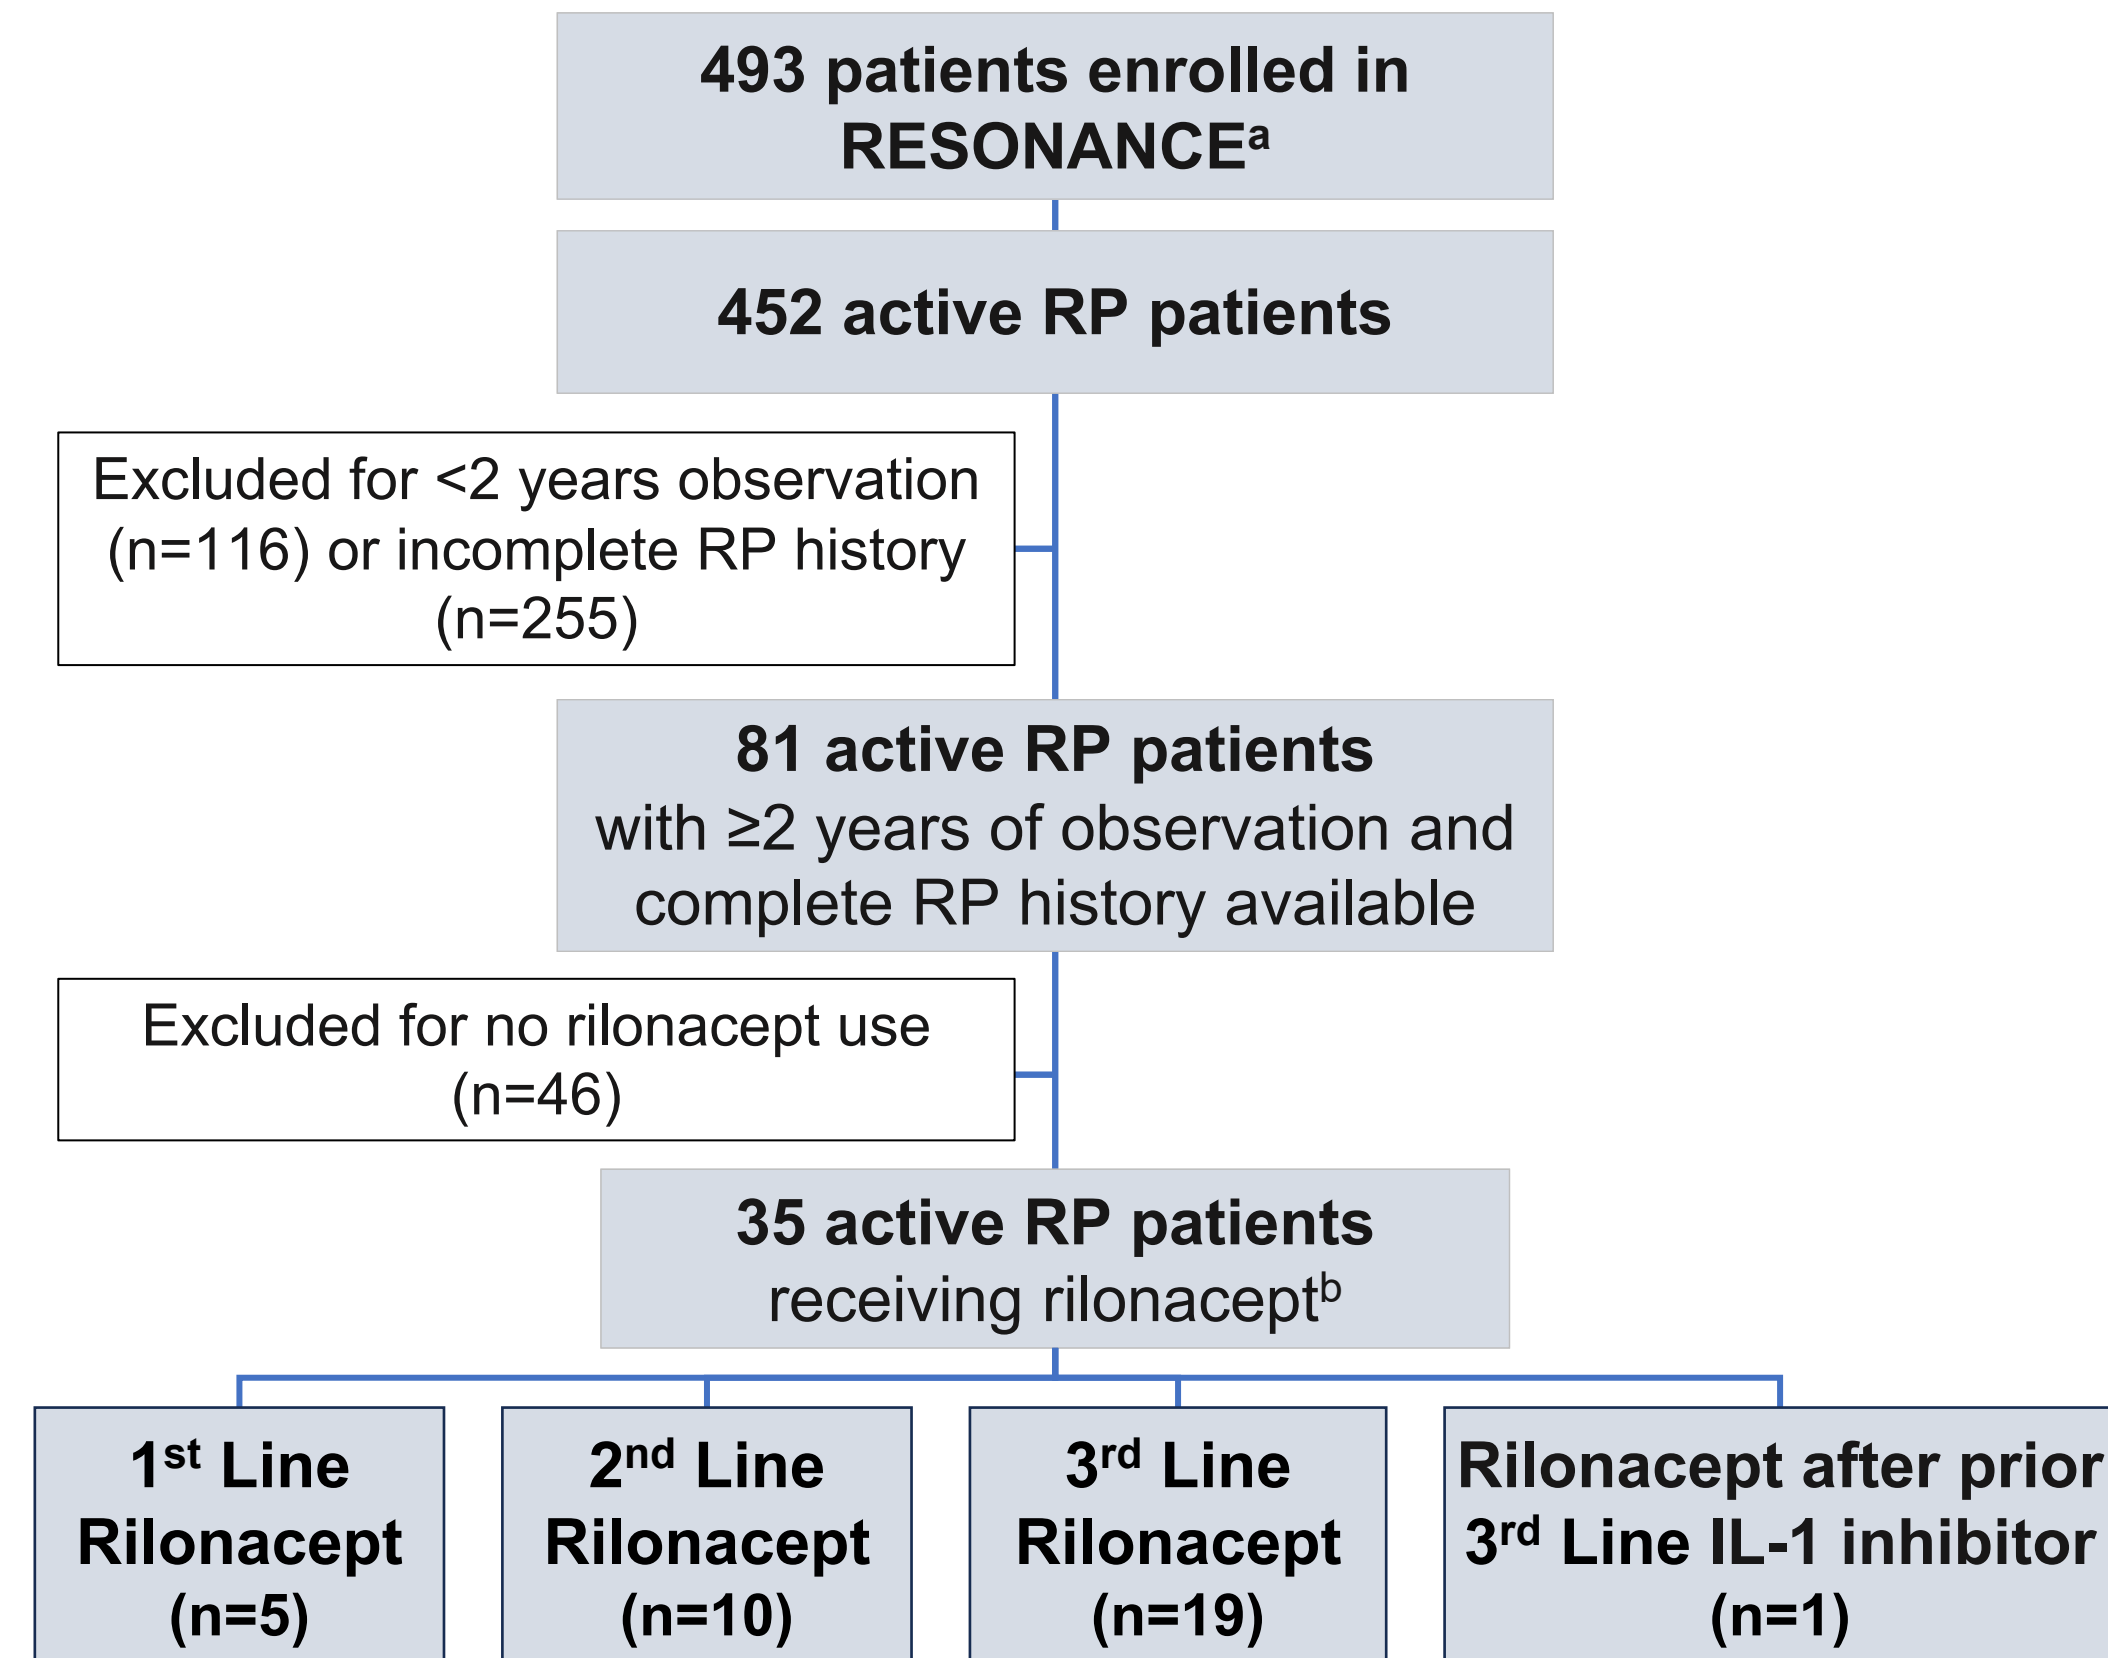 493 patients enrolled in
RESONANCEᵃ
452 active RP patients
Excluded for <2 years observation
(n=116) or incomplete RP history
(n=255)
81 active RP patients
with ≥2 years of observation and
complete RP history available
Excluded for no rilonacept use
(n=46)
35 active RP patients
receiving rilonaceptᵇ
1st Line
Rilonacept
(n=5)
2nd Line
Rilonacept
(n=10)
3rd Line
Rilonacept
(n=19)
Rilonacept after prior
3rd Line IL-1 inhibitor
(n=1)